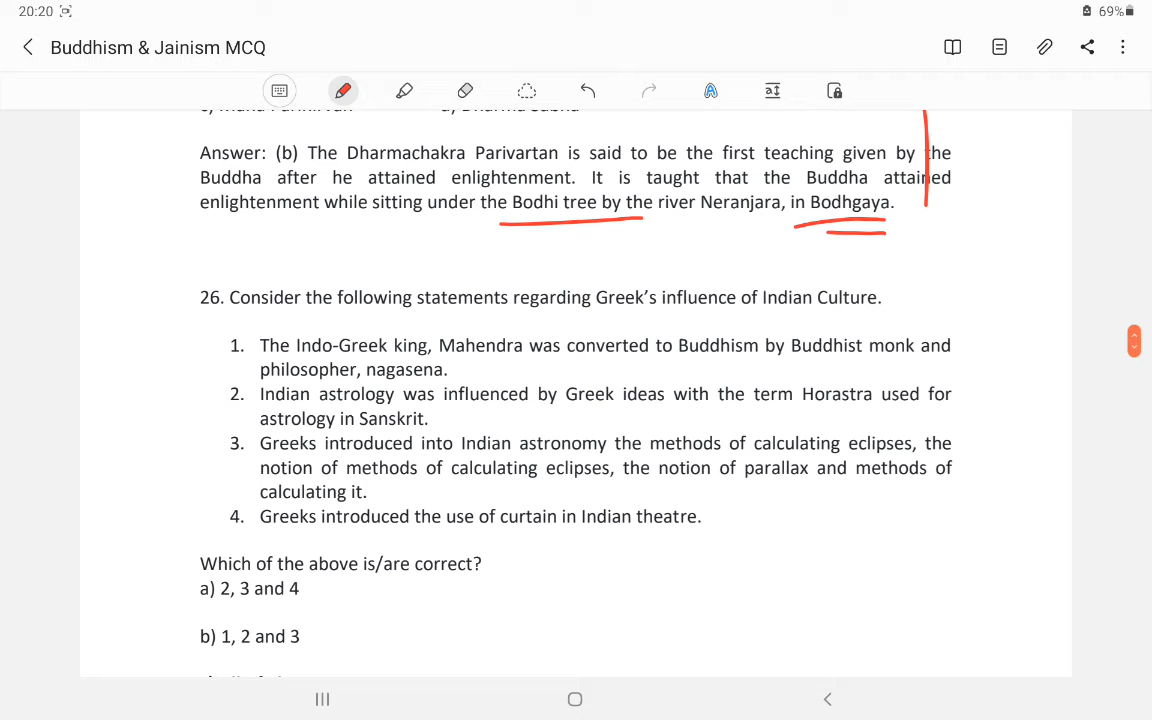 20:20 69%
Buddhism & Jainism MCQ
Answer: (b) The Dharmachakra Parivartan is said to be the first teaching given by the
Buddha after he attained enlightenment. It is taught that the Buddha attained
enlightenment while sitting under the Bodhi tree by the river Neranjara, in Bodhgaya.
26. Consider the following statements regarding Greek's influence of Indian Culture.
1. The Indo-Greek king, Mahendra was converted to Buddhism by Buddhist monk and
philosopher, nagasena.
2. Indian astrology was influenced by Greek ideas with the term Horastra used for
astrology in Sanskrit.
3. Greeks introduced into Indian astronomy the methods of calculating eclipses, the
notion of methods of calculating eclipses, the notion of parallax and methods of
calculating it.
4. Greeks introduced the use of curtain in Indian theatre.
Which of the above is/are correct?
a) 2, 3 and 4
b) 1, 2 and 3